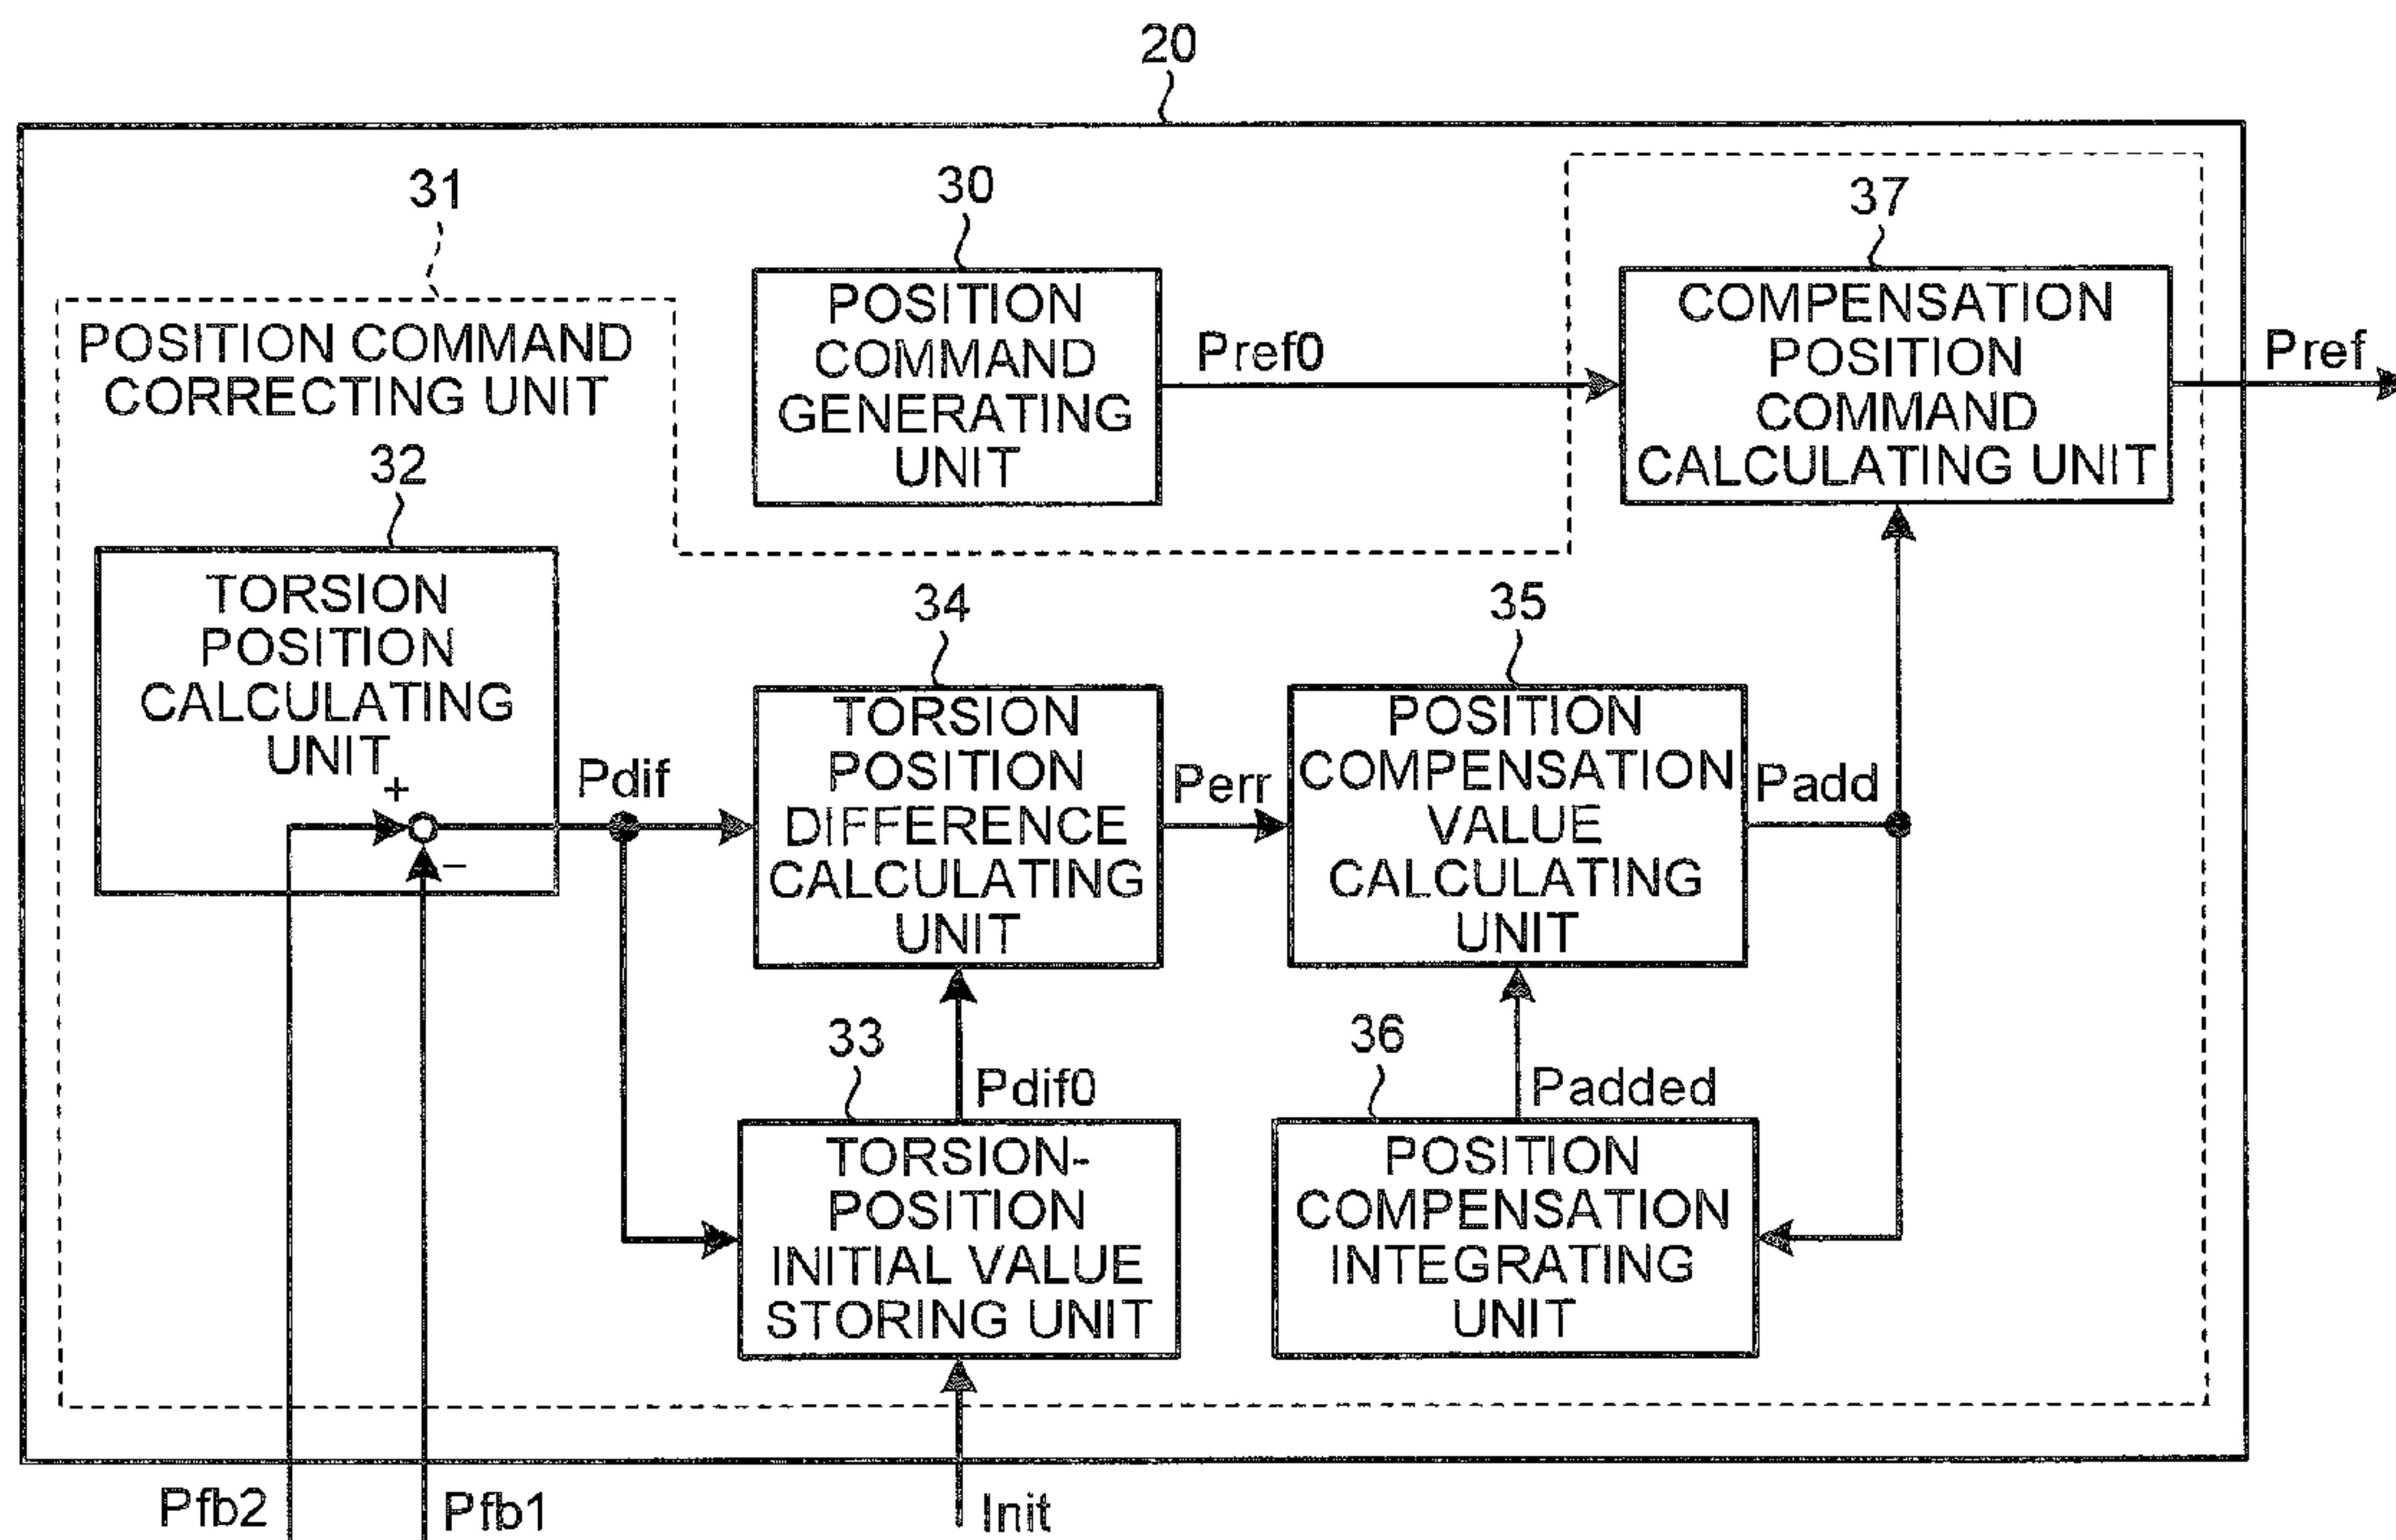 20
31
30
37
POSITION COMMAND
CORRECTING UNIT
POSITION
COMMAND
GENERATING
UNIT
Pref0
COMPENSATION
POSITION
COMMAND
CALCULATING UNIT
Pref
32
TORSION
POSITION
CALCULATING
UNIT
+
−
Pdif
34
TORSION
POSITION
DIFFERENCE
CALCULATING
UNIT
Perr
35
POSITION
COMPENSATION
VALUE
CALCULATING
UNIT
Padd
33
Pdif0
TORSION-
POSITION
INITIAL VALUE
STORING UNIT
36
Padded
POSITION
COMPENSATION
INTEGRATING
UNIT
Pfb2
Pfb1
Init